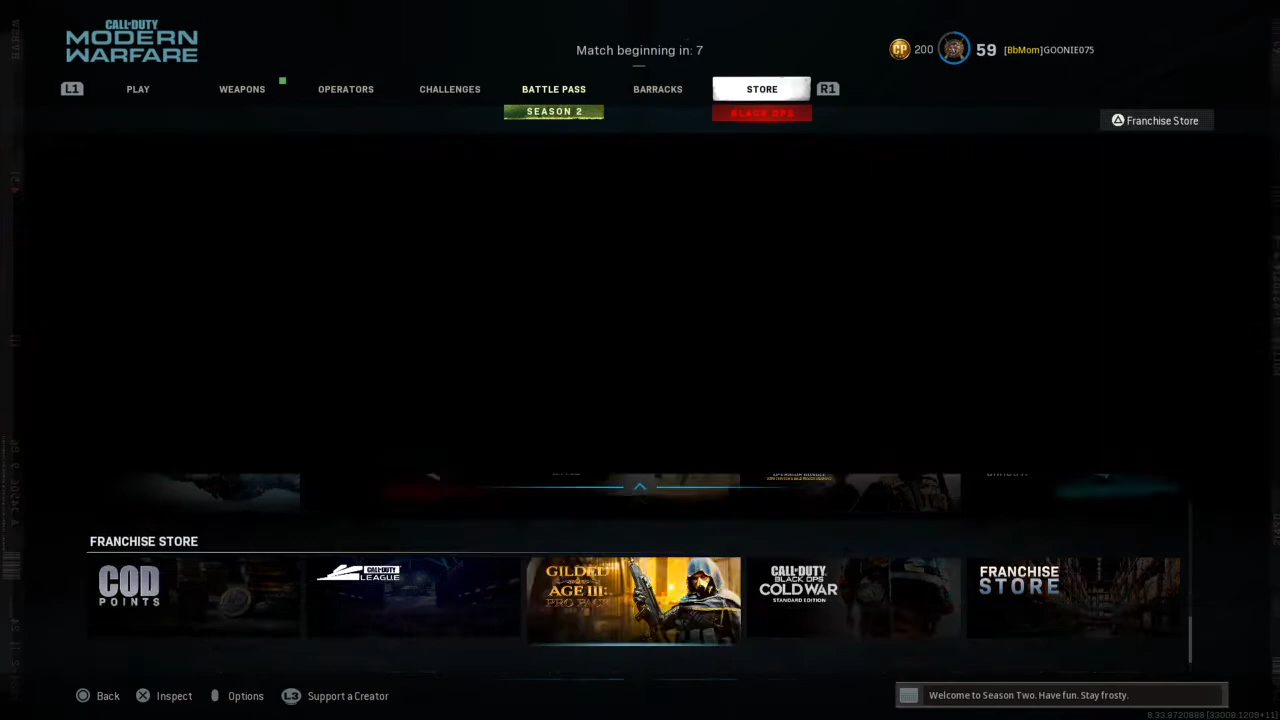 CALL OF DUTY
MODERN
WARFARE
Match beginning in: 7
CP 200
59
[BbMom]GOONIE075
L1
PLAY
WEAPONS
OPERATORS
CHALLENGES
BATTLE PASS
BARRACKS
STORE
R1
SEASON 2
BLACK OPS
Franchise Store
FRANCHISE STORE
COD
POINTS
CALL OF DUTY
LEAGUE
GILDED
AGE III:
PRO PACK
CALL OF DUTY
BLACK OPS
COLD WAR
STANDARD EDITION
FRANCHISE
STORE
Back
Inspect
Options
L3
Support a Creator
Welcome to Season Two. Have fun. Stay frosty.